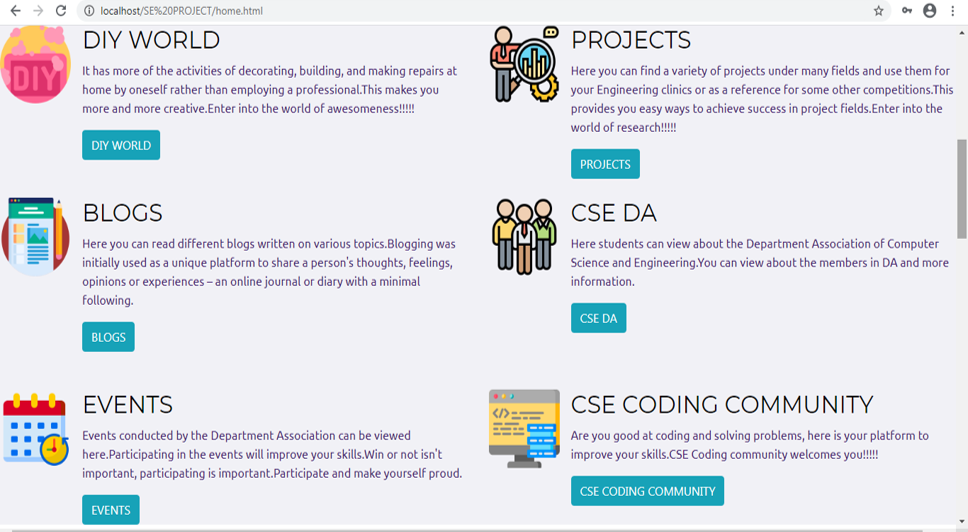 localhost/SE%20PROJECT/home.html
DIY
DIY WORLD
It has more of the activities of decorating, building, and making repairs at
home by oneself rather than employing a professional.This makes you
more and more creative.Enter into the world of awesomeness!!!!!
DIY WORLD
PROJECTS
Here you can find a variety of projects under many fields and use them for
your Engineering clinics or as a reference for some other competitions.This
provides you easy ways to achieve success in project fields.Enter into the
world of research!!!!!
PROJECTS
BLOGS
Here you can read different blogs written on various topics.Blogging was
initially used as a unique platform to share a person's thoughts, feelings,
opinions or experiences – an online journal or diary with a minimal
following.
BLOGS
CSE DA
Here students can view about the Department Association of Computer
Science and Engineering.You can view about the members in DA and more
information.
CSE DA
EVENTS
Events conducted by the Department Association can be viewed
here.Participating in the events will improve your skills.Win or not isn't
important, participating is important.Participate and make yourself proud.
EVENTS
</>
CSE CODING COMMUNITY
Are you good at coding and solving problems, here is your platform to
improve your skills.CSE Coding community welcomes you!!!!!
CSE CODING COMMUNITY